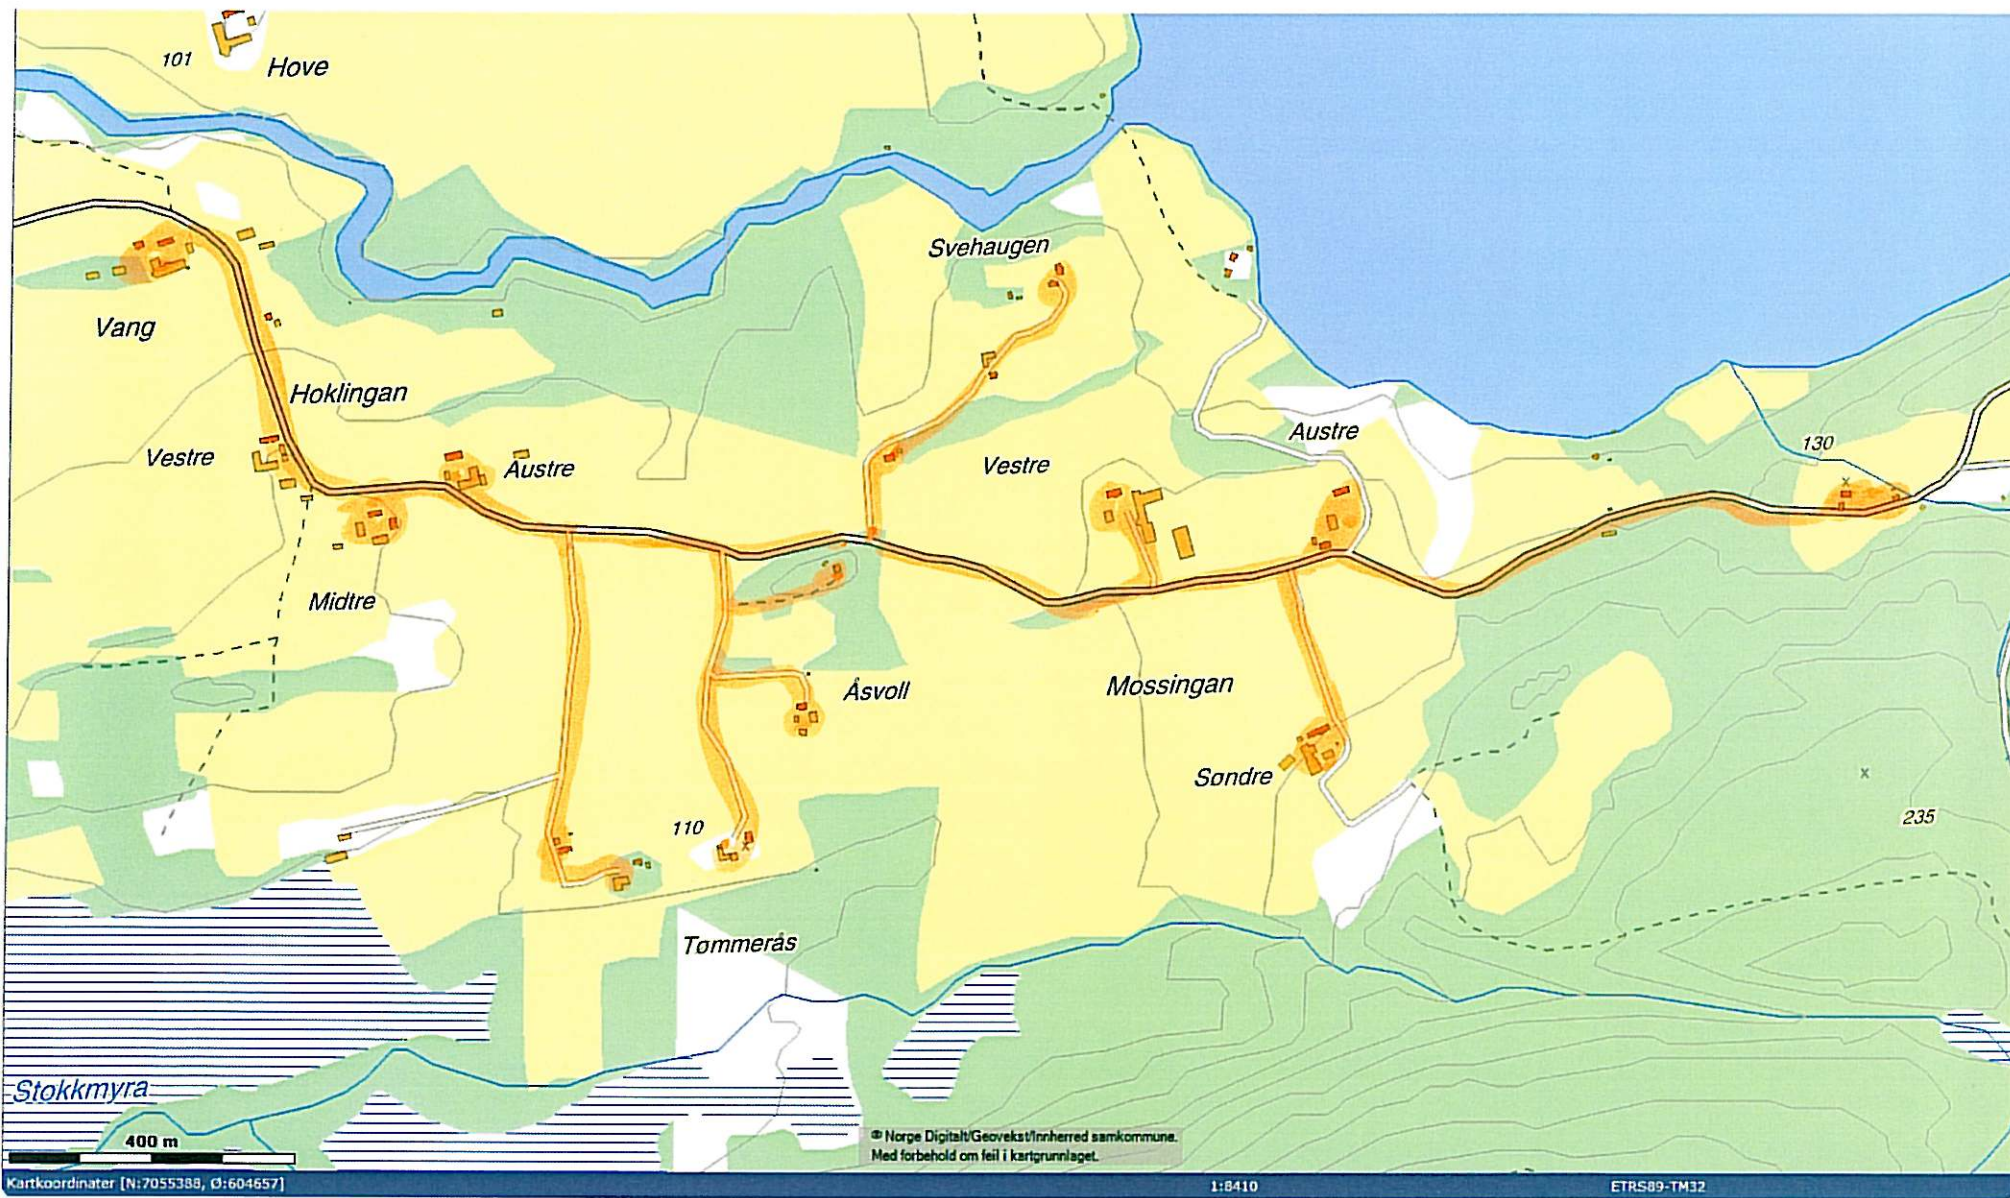 101
Hove
Svehaugen
Vang
Hoklingan
Vestre
Austre
Vestre
Austre
130
Midtre
Åsvoll
Mossingan
Søndre
110
235
Tømmerås
Stokkmyra
400 m
© Norge Digitalt/Geovekst/Innherred samkommune.
Med forbehold om feil i kartgrunnlaget.
Kartkoordinater [N:7055388, Ø:604657]
1:8410
ETRS89-TM32